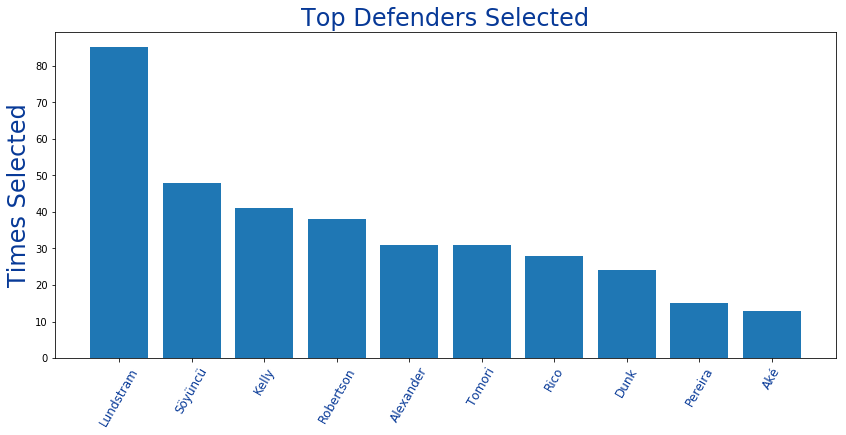 Top Defenders Selected
Times Selected
80
70
60
50
40
30
20
10
0
Lundstram
Söyüncü
Kelly
Robertson
Alexander
Tomori
Rico
Dunk
Pereira
Aké